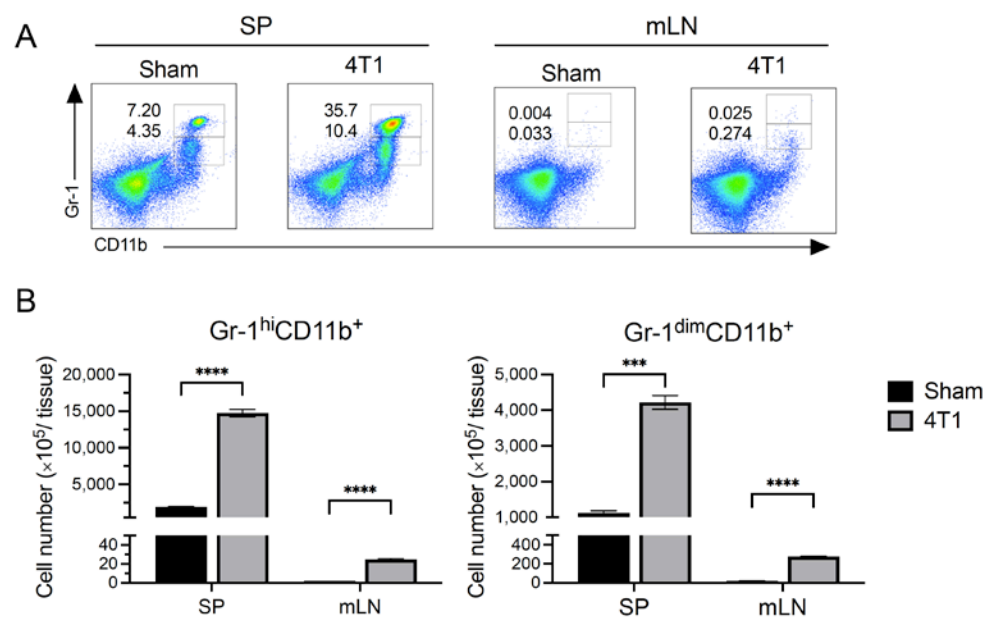 A
SP
mLN
Sham
4T1
Sham
4T1
7.20
4.35
35.7
10.4
0.004
0.033
0.025
0.274
Gr-1
CD11b
B
Gr-1hiCD11b+
Gr-1dimCD11b+
Cell number (×10⁵/ tissue)
20,000
15,000
10,000
5,000
40
20
0
****
****
SP
mLN
Cell number (×10⁵/ tissue)
5,000
4,000
3,000
2,000
1,000
400
200
0
***
****
SP
mLN
Sham
4T1